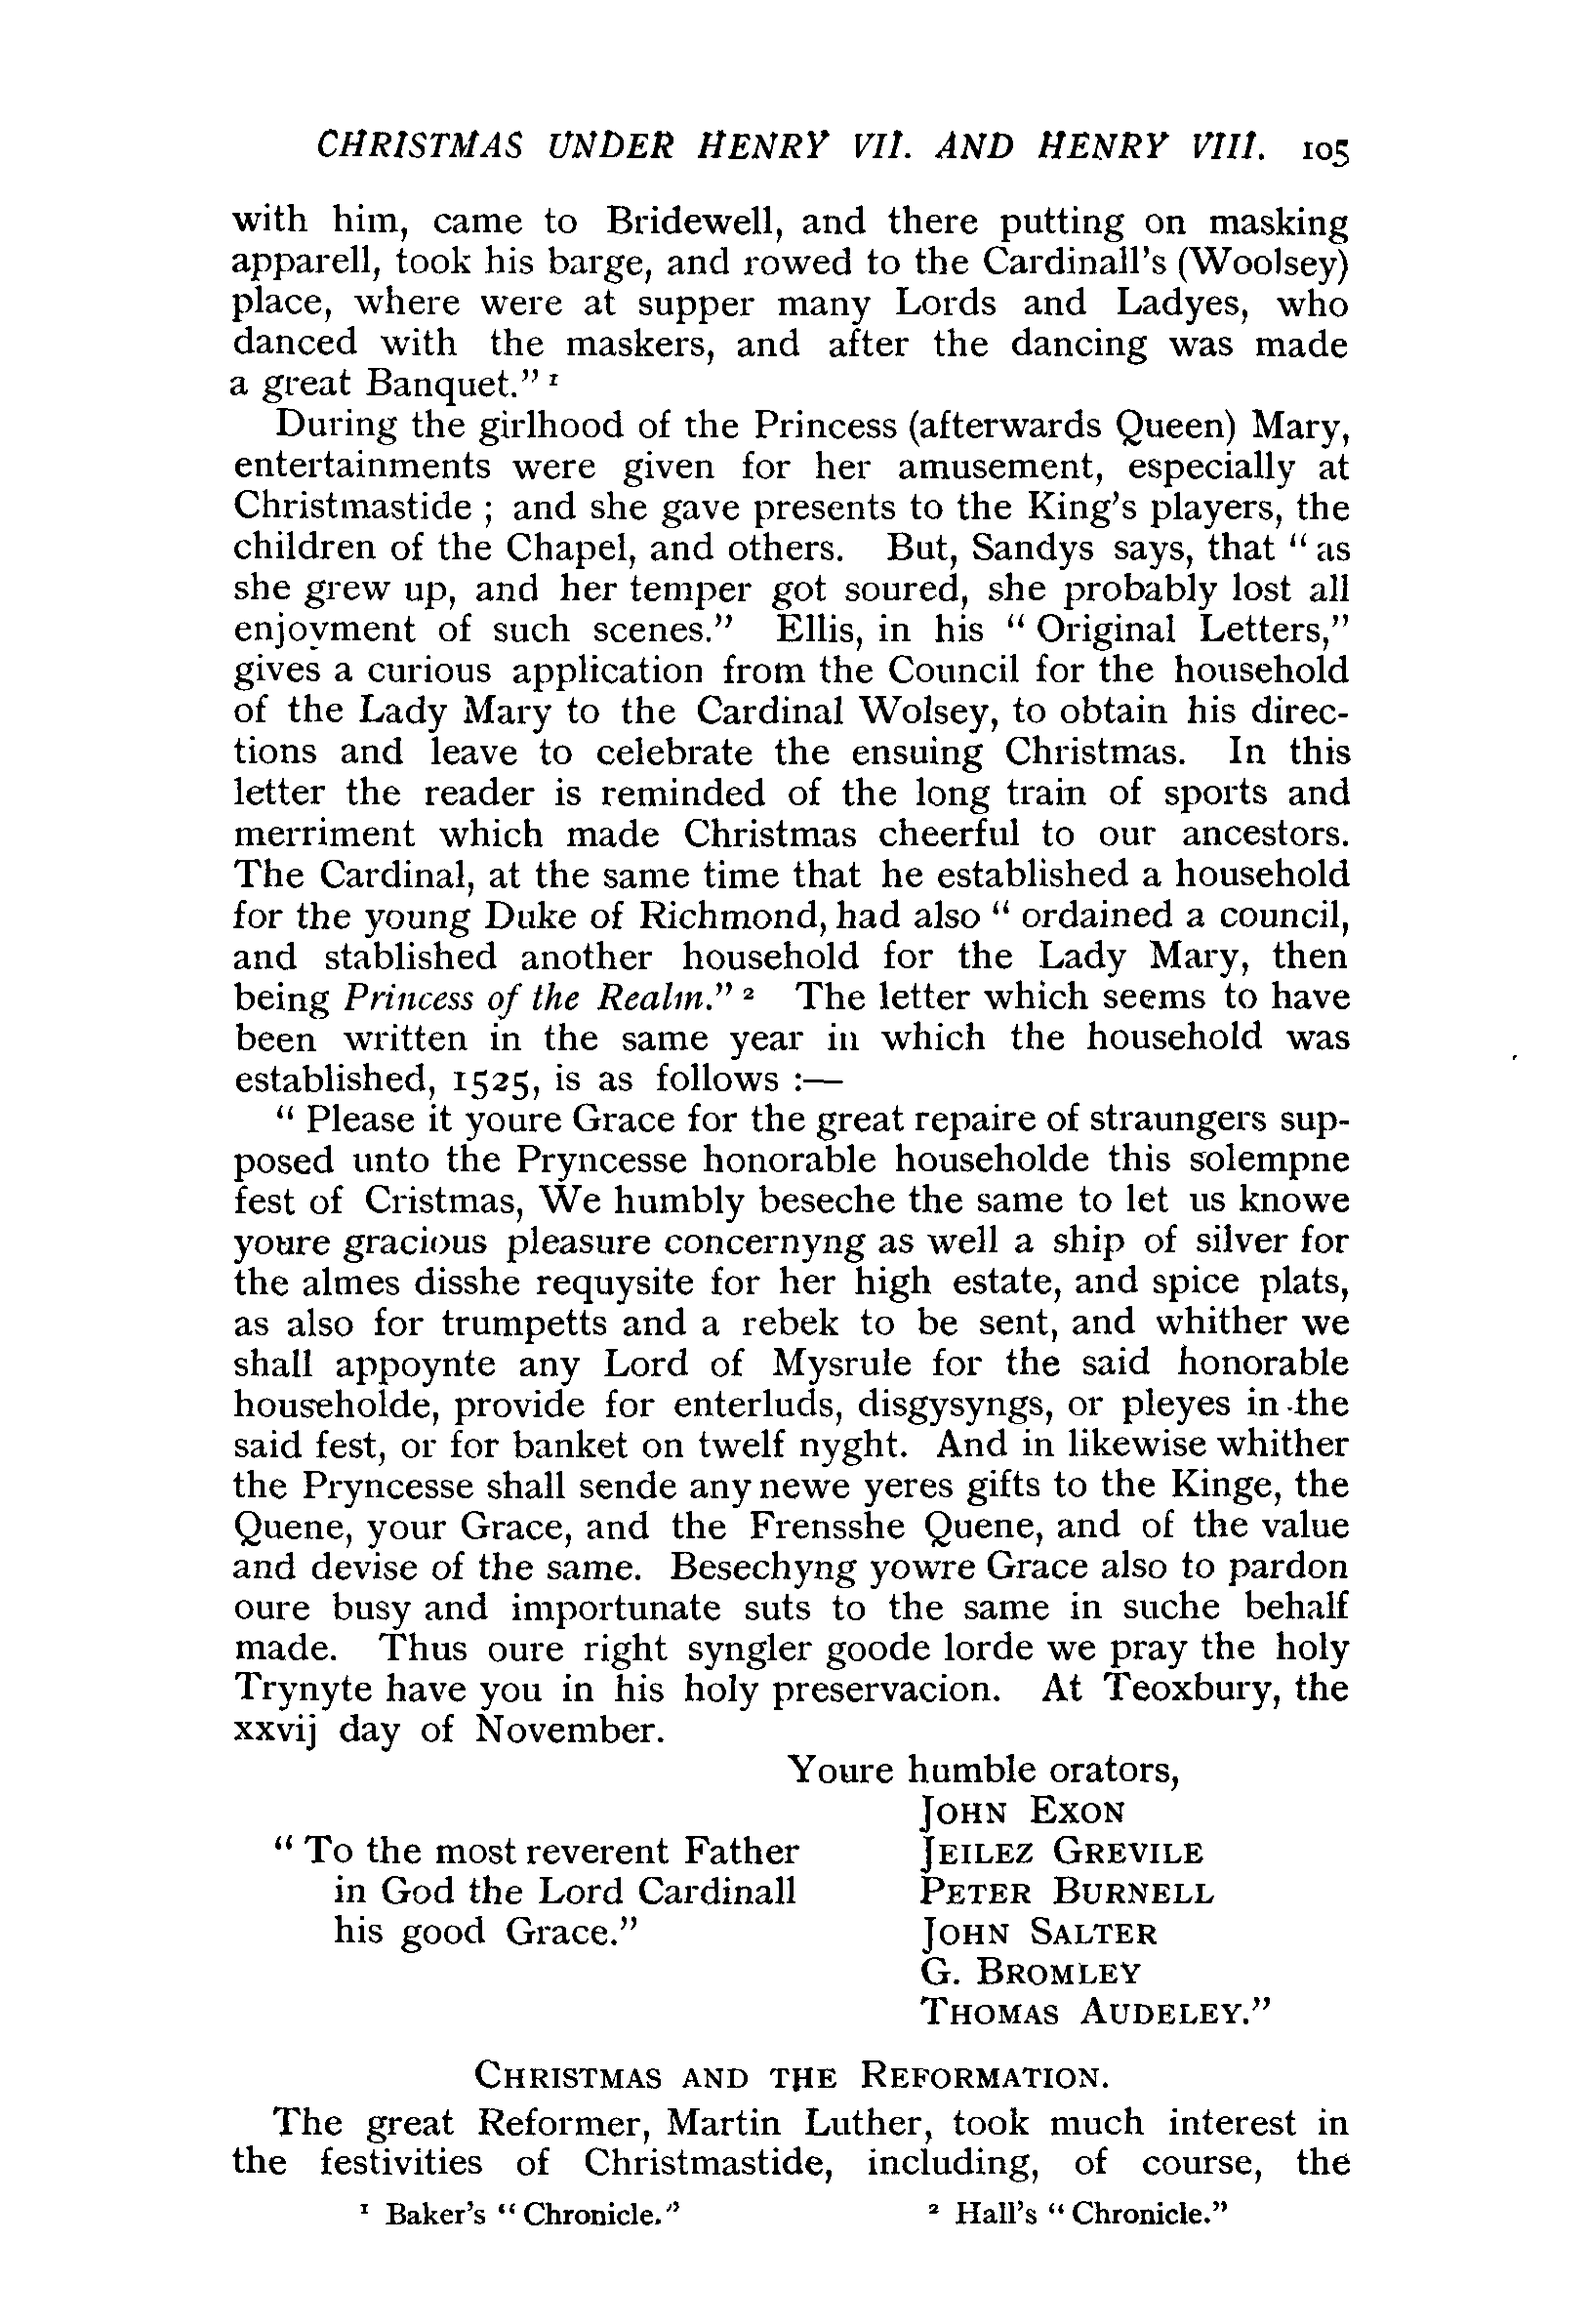 CHRISTMAS UNDER HENRY VII. AND HENRY VIII. 105
with him, came to Bridewell, and there putting on masking
apparell, took his barge, and rowed to the Cardinall's (Woolsey)
place, where were at supper many Lords and Ladyes, who
danced with the maskers, and after the dancing was made
a great Banquet." ¹
During the girlhood of the Princess (afterwards Queen) Mary,
entertainments were given for her amusement, especially at
Christmastide ; and she gave presents to the King's players, the
children of the Chapel, and others. But, Sandys says, that " as
she grew up, and her temper got soured, she probably lost all
enjoyment of such scenes." Ellis, in his " Original Letters,"
gives a curious application from the Council for the household
of the Lady Mary to the Cardinal Wolsey, to obtain his direc-
tions and leave to celebrate the ensuing Christmas. In this
letter the reader is reminded of the long train of sports and
merriment which made Christmas cheerful to our ancestors.
The Cardinal, at the same time that he established a household
for the young Duke of Richmond, had also " ordained a council,
and stablished another household for the Lady Mary, then
being Princess of the Realm." ² The letter which seems to have
been written in the same year in which the household was
established, 1525, is as follows :—
" Please it youre Grace for the great repaire of straungers sup-
posed unto the Pryncesse honorable householde this solempne
fest of Cristmas, We humbly beseche the same to let us knowe
youre gracious pleasure concernyng as well a ship of silver for
the almes disshe requysite for her high estate, and spice plats,
as also for trumpetts and a rebek to be sent, and whither we
shall appoynte any Lord of Mysrule for the said honorable
householde, provide for enterluds, disgysyngs, or pleyes in the
said fest, or for banket on twelf nyght. And in likewise whither
the Pryncesse shall sende any newe yeres gifts to the Kinge, the
Quene, your Grace, and the Frensshe Quene, and of the value
and devise of the same. Besechyng yowre Grace also to pardon
oure busy and importunate suts to the same in suche behalf
made. Thus oure right syngler goode lorde we pray the holy
Trynyte have you in his holy preservacion. At Teoxbury, the
xxvij day of November.
Youre humble orators,
JOHN EXON
" To the most reverent Father JEILEZ GREVILE
in God the Lord Cardinall PETER BURNELL
his good Grace." JOHN SALTER
G. BROMLEY
THOMAS AUDELEY."
CHRISTMAS AND THE REFORMATION.
The great Reformer, Martin Luther, took much interest in
the festivities of Christmastide, including, of course, the
¹ Baker's " Chronicle." ² Hall's " Chronicle."